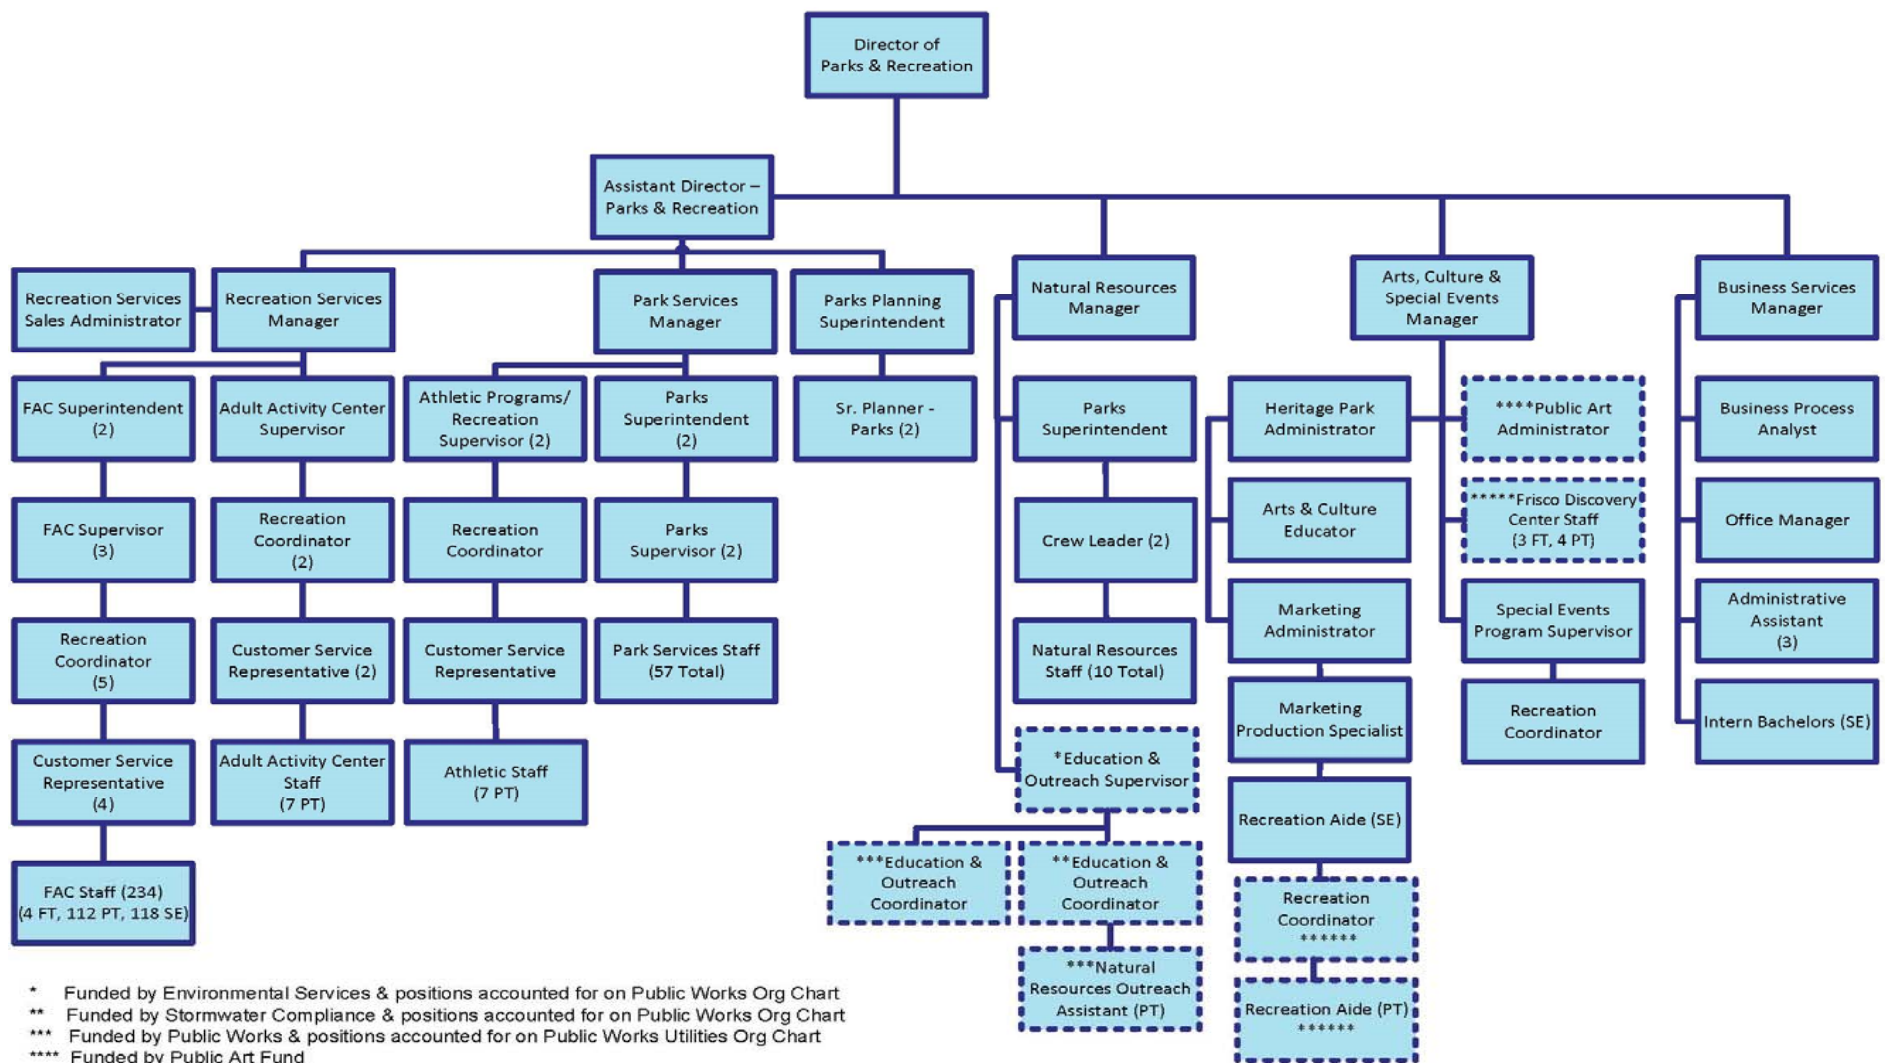 Director of
Parks & Recreation
Assistant Director –
Parks & Recreation
Recreation Services
Sales Administrator
Recreation Services
Manager
Park Services
Manager
Parks Planning
Superintendent
Natural Resources
Manager
Arts, Culture &
Special Events
Manager
Business Services
Manager
FAC Superintendent
(2)
Adult Activity Center
Supervisor
Athletic Programs/
Recreation
Supervisor (2)
Parks
Superintendent
(2)
Sr. Planner -
Parks (2)
Parks
Superintendent
Heritage Park
Administrator
****Public Art
Administrator
Business Process
Analyst
FAC Supervisor
(3)
Recreation
Coordinator
(2)
Recreation
Coordinator
Parks
Supervisor (2)
Crew Leader (2)
Arts & Culture
Educator
*****Frisco Discovery
Center Staff
(3 FT, 4 PT)
Office Manager
Recreation
Coordinator
(5)
Customer Service
Representative (2)
Customer Service
Representative
Park Services Staff
(57 Total)
Natural Resources
Staff (10 Total)
Marketing
Administrator
Special Events
Program Supervisor
Administrative
Assistant
(3)
Customer Service
Representative
(4)
Adult Activity Center
Staff
(7 PT)
Athletic Staff
(7 PT)
*Education &
Outreach Supervisor
Marketing
Production Specialist
Recreation
Coordinator
Intern Bachelors (SE)
FAC Staff (234)
(4 FT, 112 PT, 118 SE)
***Education &
Outreach
Coordinator
**Education &
Outreach
Coordinator
Recreation Aide (SE)
Recreation
Coordinator
******
***Natural
Resources Outreach
Assistant (PT)
Recreation Aide (PT)
******
* Funded by Environmental Services & positions accounted for on Public Works Org Chart
** Funded by Stormwater Compliance & positions accounted for on Public Works Org Chart
*** Funded by Public Works & positions accounted for on Public Works Utilities Org Chart
**** Funded by Public Art Fund